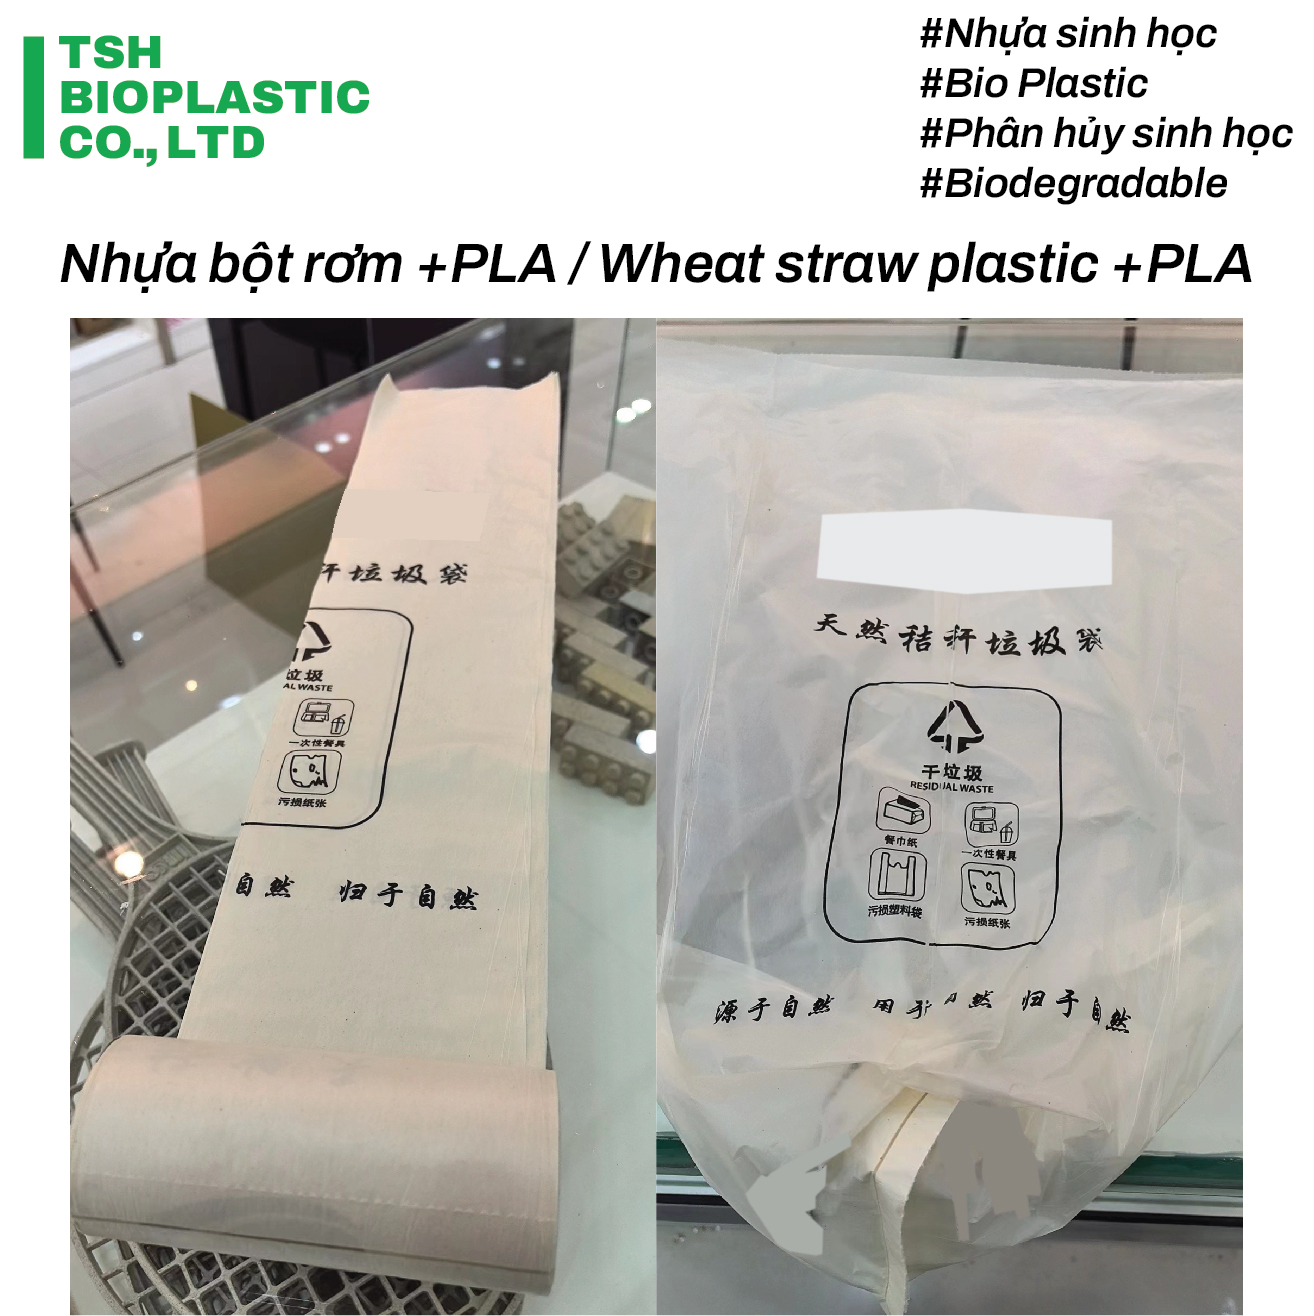 TSH
BIOPLASTIC
CO., LTD
#Nhựa sinh học
#Bio Plastic
#Phân hủy sinh học
#Biodegradable
Nhựa bột rơm +PLA / Wheat straw plastic +PLA
秆垃圾袋
垃圾
AL WASTE
一次性餐具
污损纸张
自然 归于自然
天然秸秆垃圾袋
干垃圾
RESIDUAL WASTE
餐巾纸
一次性餐具
污损塑料袋
污损纸张
源于自然 用于自然 归于自然